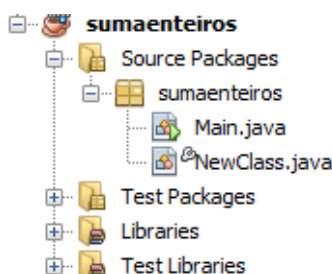 sumaenteiros
Source Packages
sumaenteiros
Main.java
NewClass.java
Test Packages
Libraries
Test Libraries